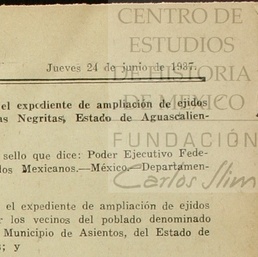 CENTRO DE
ESTUDIOS
DE HISTORIA
DE MÉXICO
FUNDACIÓN
Carlos Slim
Jueves 24 de junio de 1937.
el expediente de ampliación de ejidos
as Negritas, Estado de Aguascalien-
sello que dice: Poder Ejecutivo Fede-
dos Mexicanos.—México.—Departamen-
el expediente de ampliación de ejidos
r los vecinos del poblado denominado
Municipio de Asientos, del Estado de
s; y